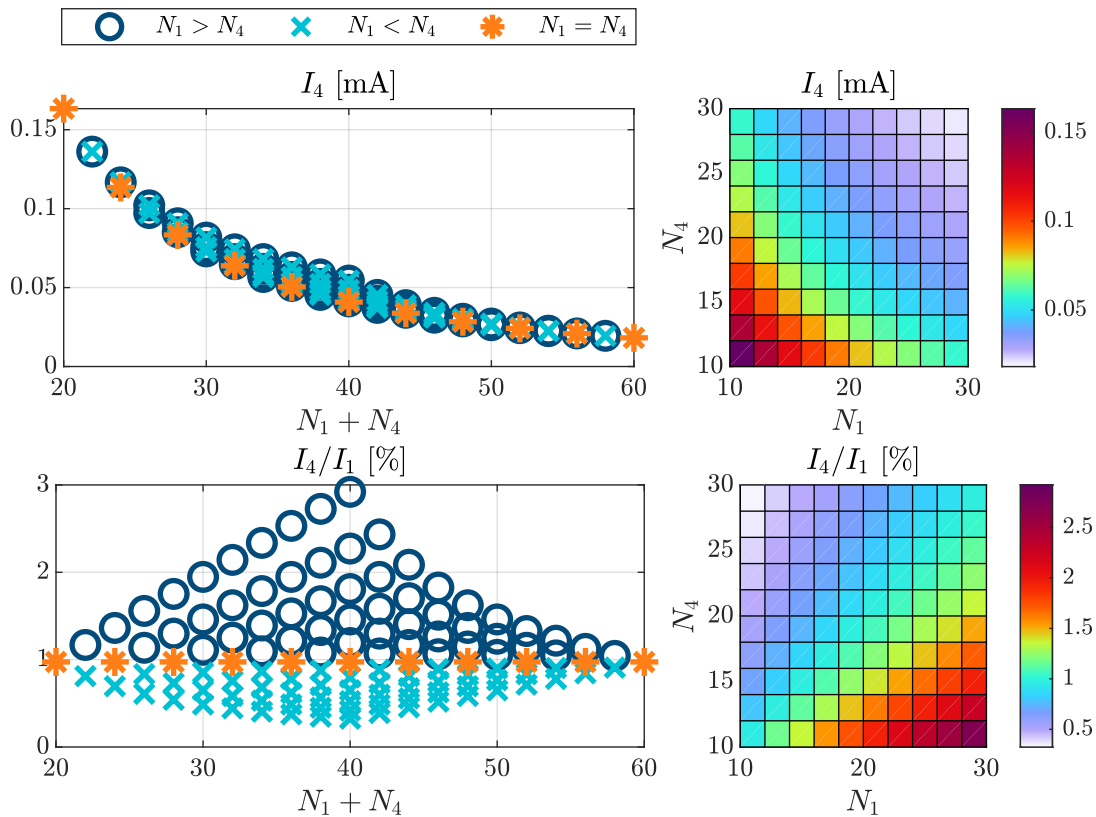 N₁ > N₄ N₁ < N₄ N₁ = N₄
I₄ [mA]
0.15
0.1
0.05
0
20 30 40 50 60
N₁ + N₄
I₄ [mA]
30
25
20
15
10
N₄
10 15 20 25 30
N₁
0.15
0.1
0.05
I₄/I₁ [%]
3
2
1
0
20 30 40 50 60
N₁ + N₄
I₄/I₁ [%]
30
25
20
15
10
N₄
10 20 30
N₁
2.5
2
1.5
1
0.5